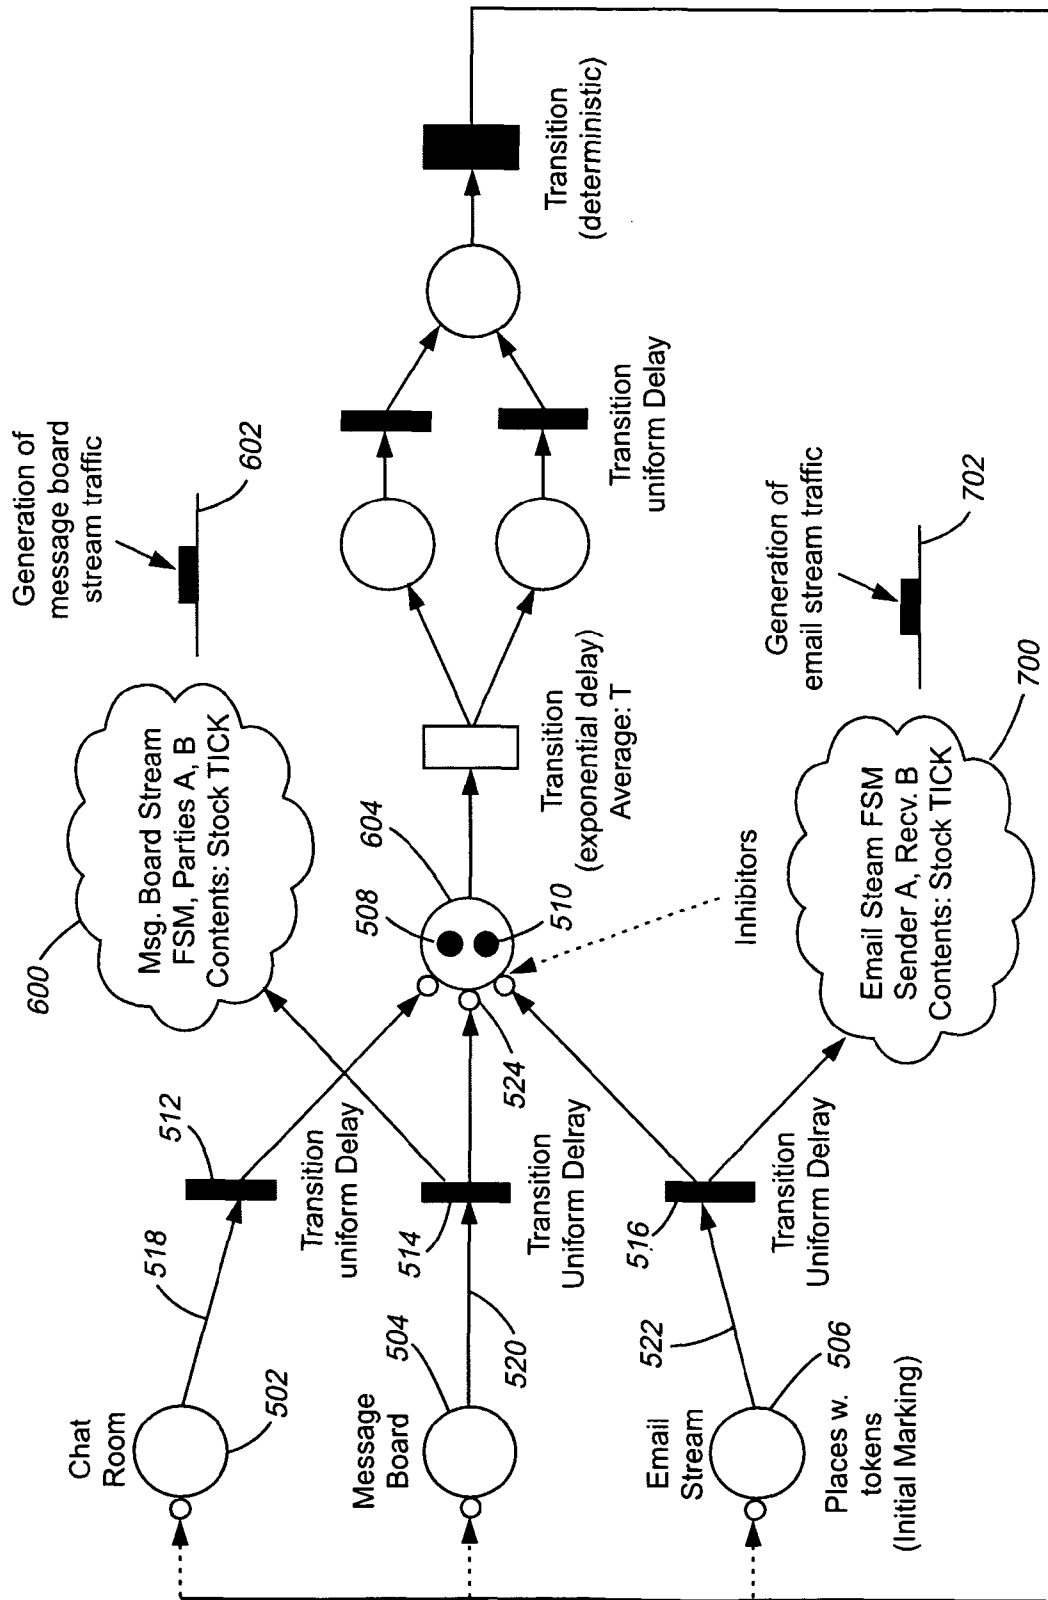 Chat
Room
502
518
512
Transition
uniform Delay
Message
Board
504
520
514
Transition
Uniform Delray
Email
Stream
506
Places w.
tokens
(Initial Marking)
522
516
Transition
Uniform Delray
600
Msg. Board Stream
FSM, Parties A, B
Contents: Stock TICK
Generation of
message board
stream traffic
602
604
508
510
524
Inhibitors
Transition
(exponential delay)
Average: T
Transition
uniform Delay
Transition
(deterministic)
Email Steam FSM
Sender A, Recv. B
Contents: Stock TICK
700
Generation of
email stream traffic
702